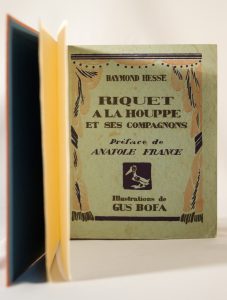 RAYMOND HESSE
RIQUET
A LA HOUPPE
ET SES COMPAGNONS
Préface de
ANATOLE FRANCE
Illustrations de
GUS BOFA